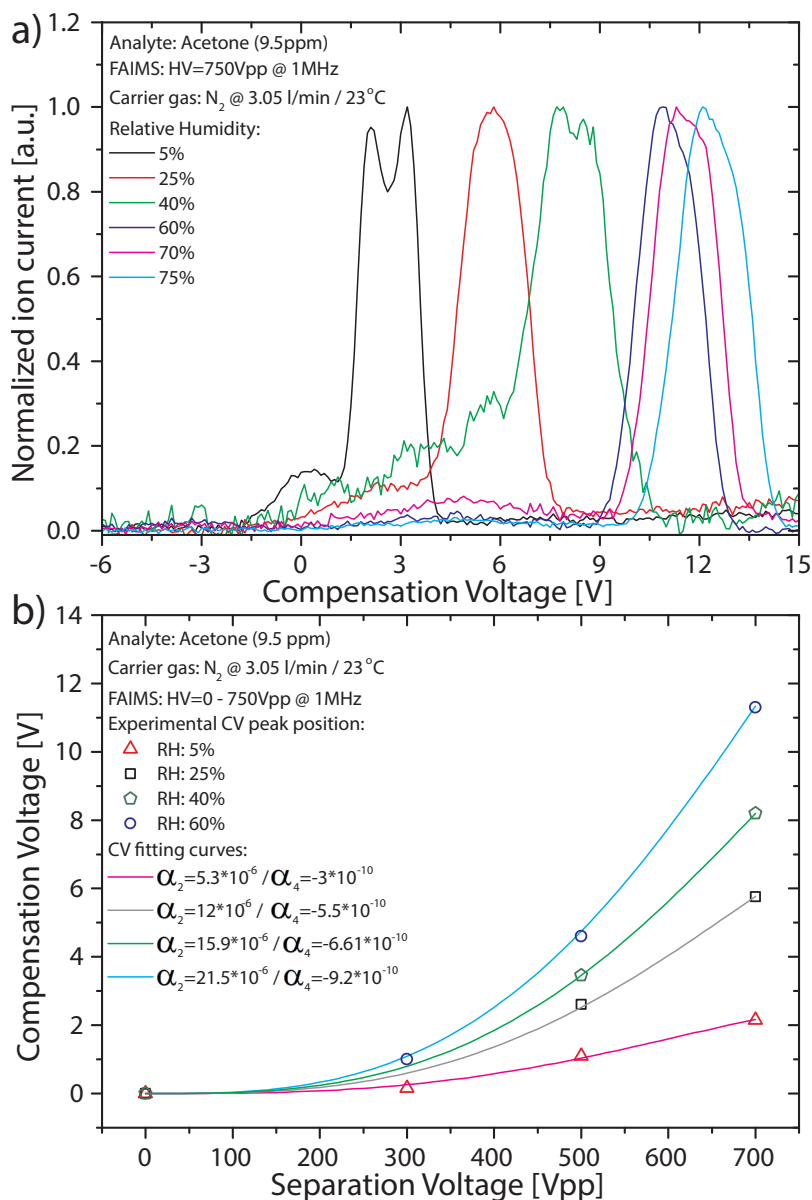 a)
1.2
1.0
0.8
0.6
0.4
0.2
0.0
Normalized ion current [a.u.]
Analyte: Acetone (9.5ppm)
FAIMS: HV=750Vpp @ 1MHz
Carrier gas: N₂ @ 3.05 l/min / 23°C
Relative Humidity:
5%
25%
40%
60%
70%
75%
-6 -3 0 3 6 9 12 15
Compensation Voltage [V]
b)
14
12
10
8
6
4
2
0
Compensation Voltage [V]
Analyte: Acetone (9.5 ppm)
Carrier gas: N₂ @ 3.05 l/min / 23°C
FAIMS: HV=0 - 750Vpp @ 1MHz
Experimental CV peak position:
RH: 5%
RH: 25%
RH: 40%
RH: 60%
CV fitting curves:
α₂=5.3*10⁻⁶ / α₄=-3*10⁻¹⁰
α₂=12*10⁻⁶ / α₄=-5.5*10⁻¹⁰
α₂=15.9*10⁻⁶ / α₄=-6.61*10⁻¹⁰
α₂=21.5*10⁻⁶ / α₄=-9.2*10⁻¹⁰
0 100 200 300 400 500 600 700
Separation Voltage [Vpp]